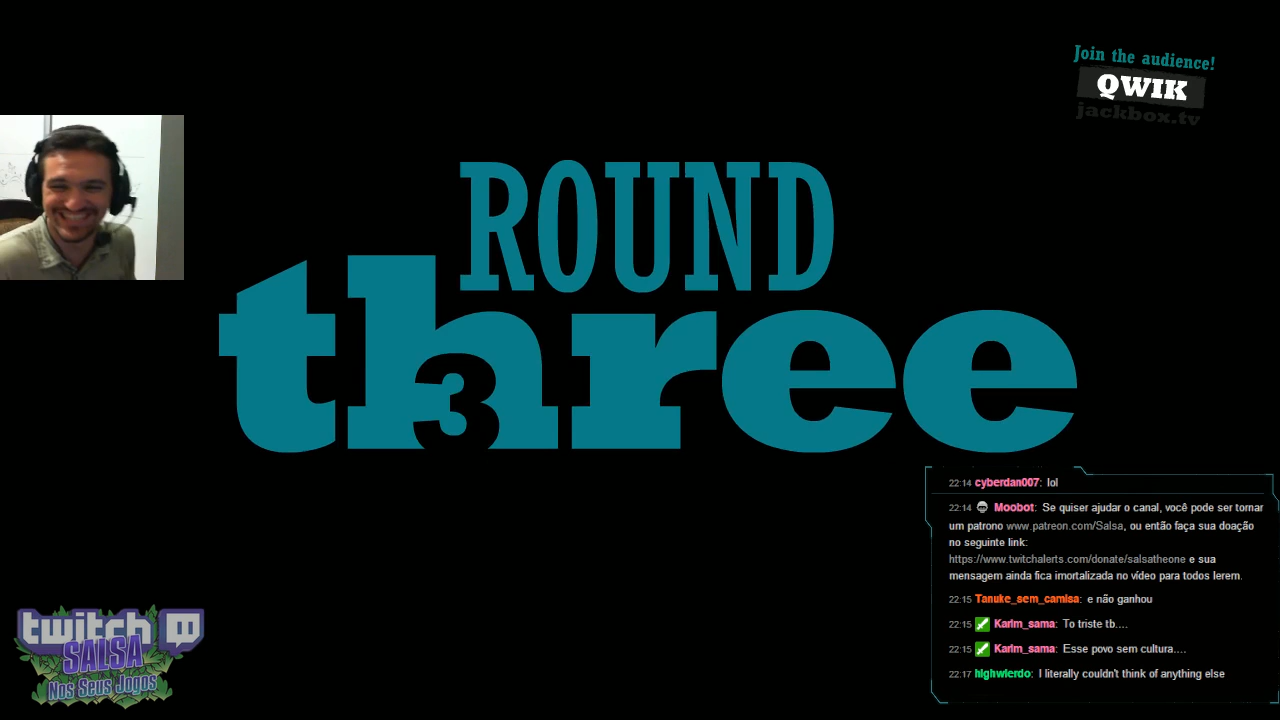 Join the audience!
QWIK
jackbox.tv
ROUND
three
3
22:14 cyberdan007: lol
22:14 Moobot: Se quiser ajudar o canal, você pode ser tornar
um patrono www.patreon.com/Salsa, ou então faça sua doação
no seguinte link:
https://www.twitchalerts.com/donate/salsatheone e sua
mensagem ainda fica imortalizada no vídeo para todos lerem.
22:15 Tanuke_sem_camisa: e não ganhou
22:15 Karim_sama: To triste tb....
22:15 Karim_sama: Esse povo sem cultura....
22:17 highwierdo: I literally couldn't think of anything else
twitch
SALSA
Nos Seus Jogos